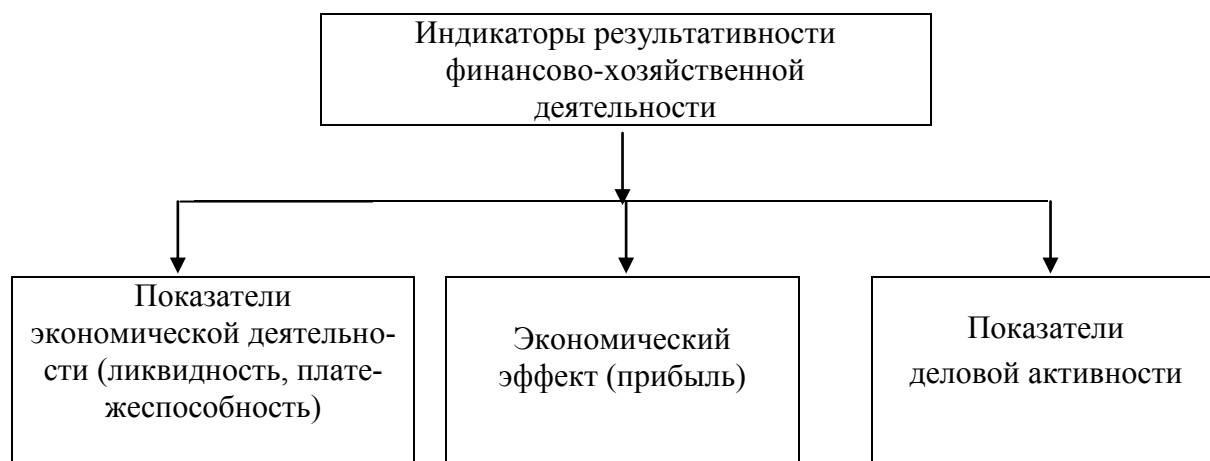 Индикаторы результативности
финансово-хозяйственной
деятельности
Показатели
экономической деятельно-
сти (ликвидность, плате-
жеспособность)
Экономический
эффект (прибыль)
Показатели
деловой активности